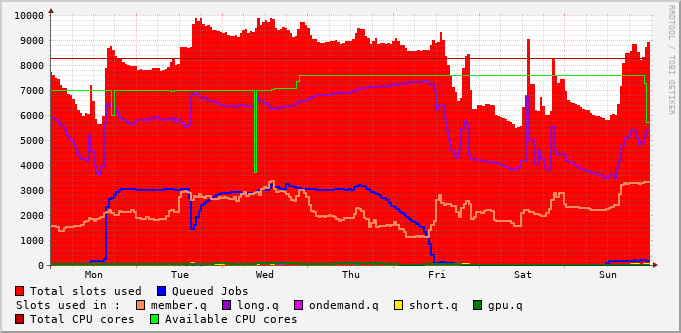 10000
9000
8000
7000
6000
5000
4000
3000
2000
1000
0
Mon Tue Wed Thu Fri Sat Sun
RRDTOOL / TOBI OETIKER
Total slots used Queued Jobs
Slots used in : member.q long.q ondemand.q short.q gpu.q
Total CPU cores Available CPU cores